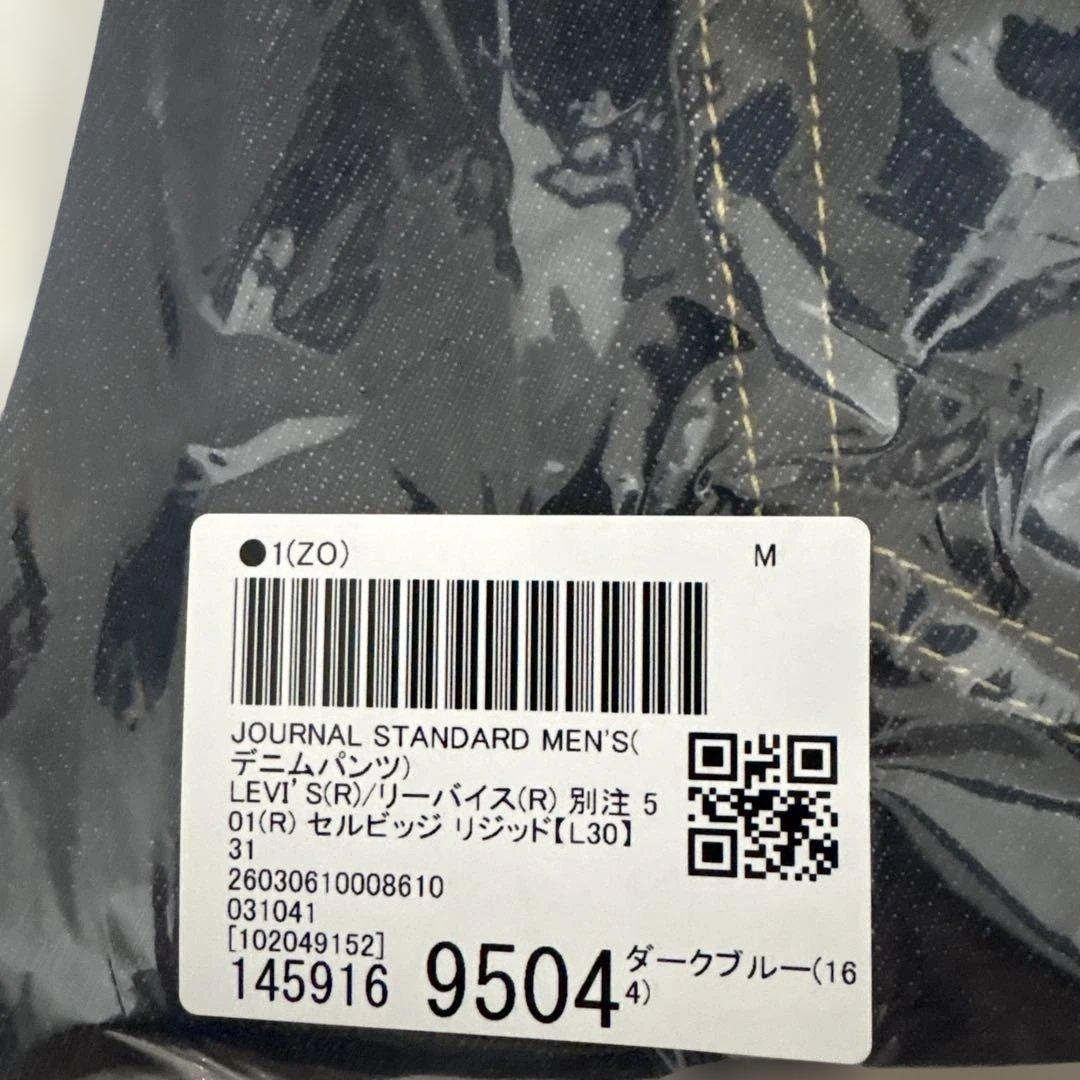 ●1(ZO) M
JOURNAL STANDARD MEN'S(
デニムパンツ)
LEVI'S(R)/リーバイス(R) 別注 5
01(R) セルビッジ リジッド【L30】
31
26030610008610
031041
[102049152]
145916 9504 ダークブルー(16
4)